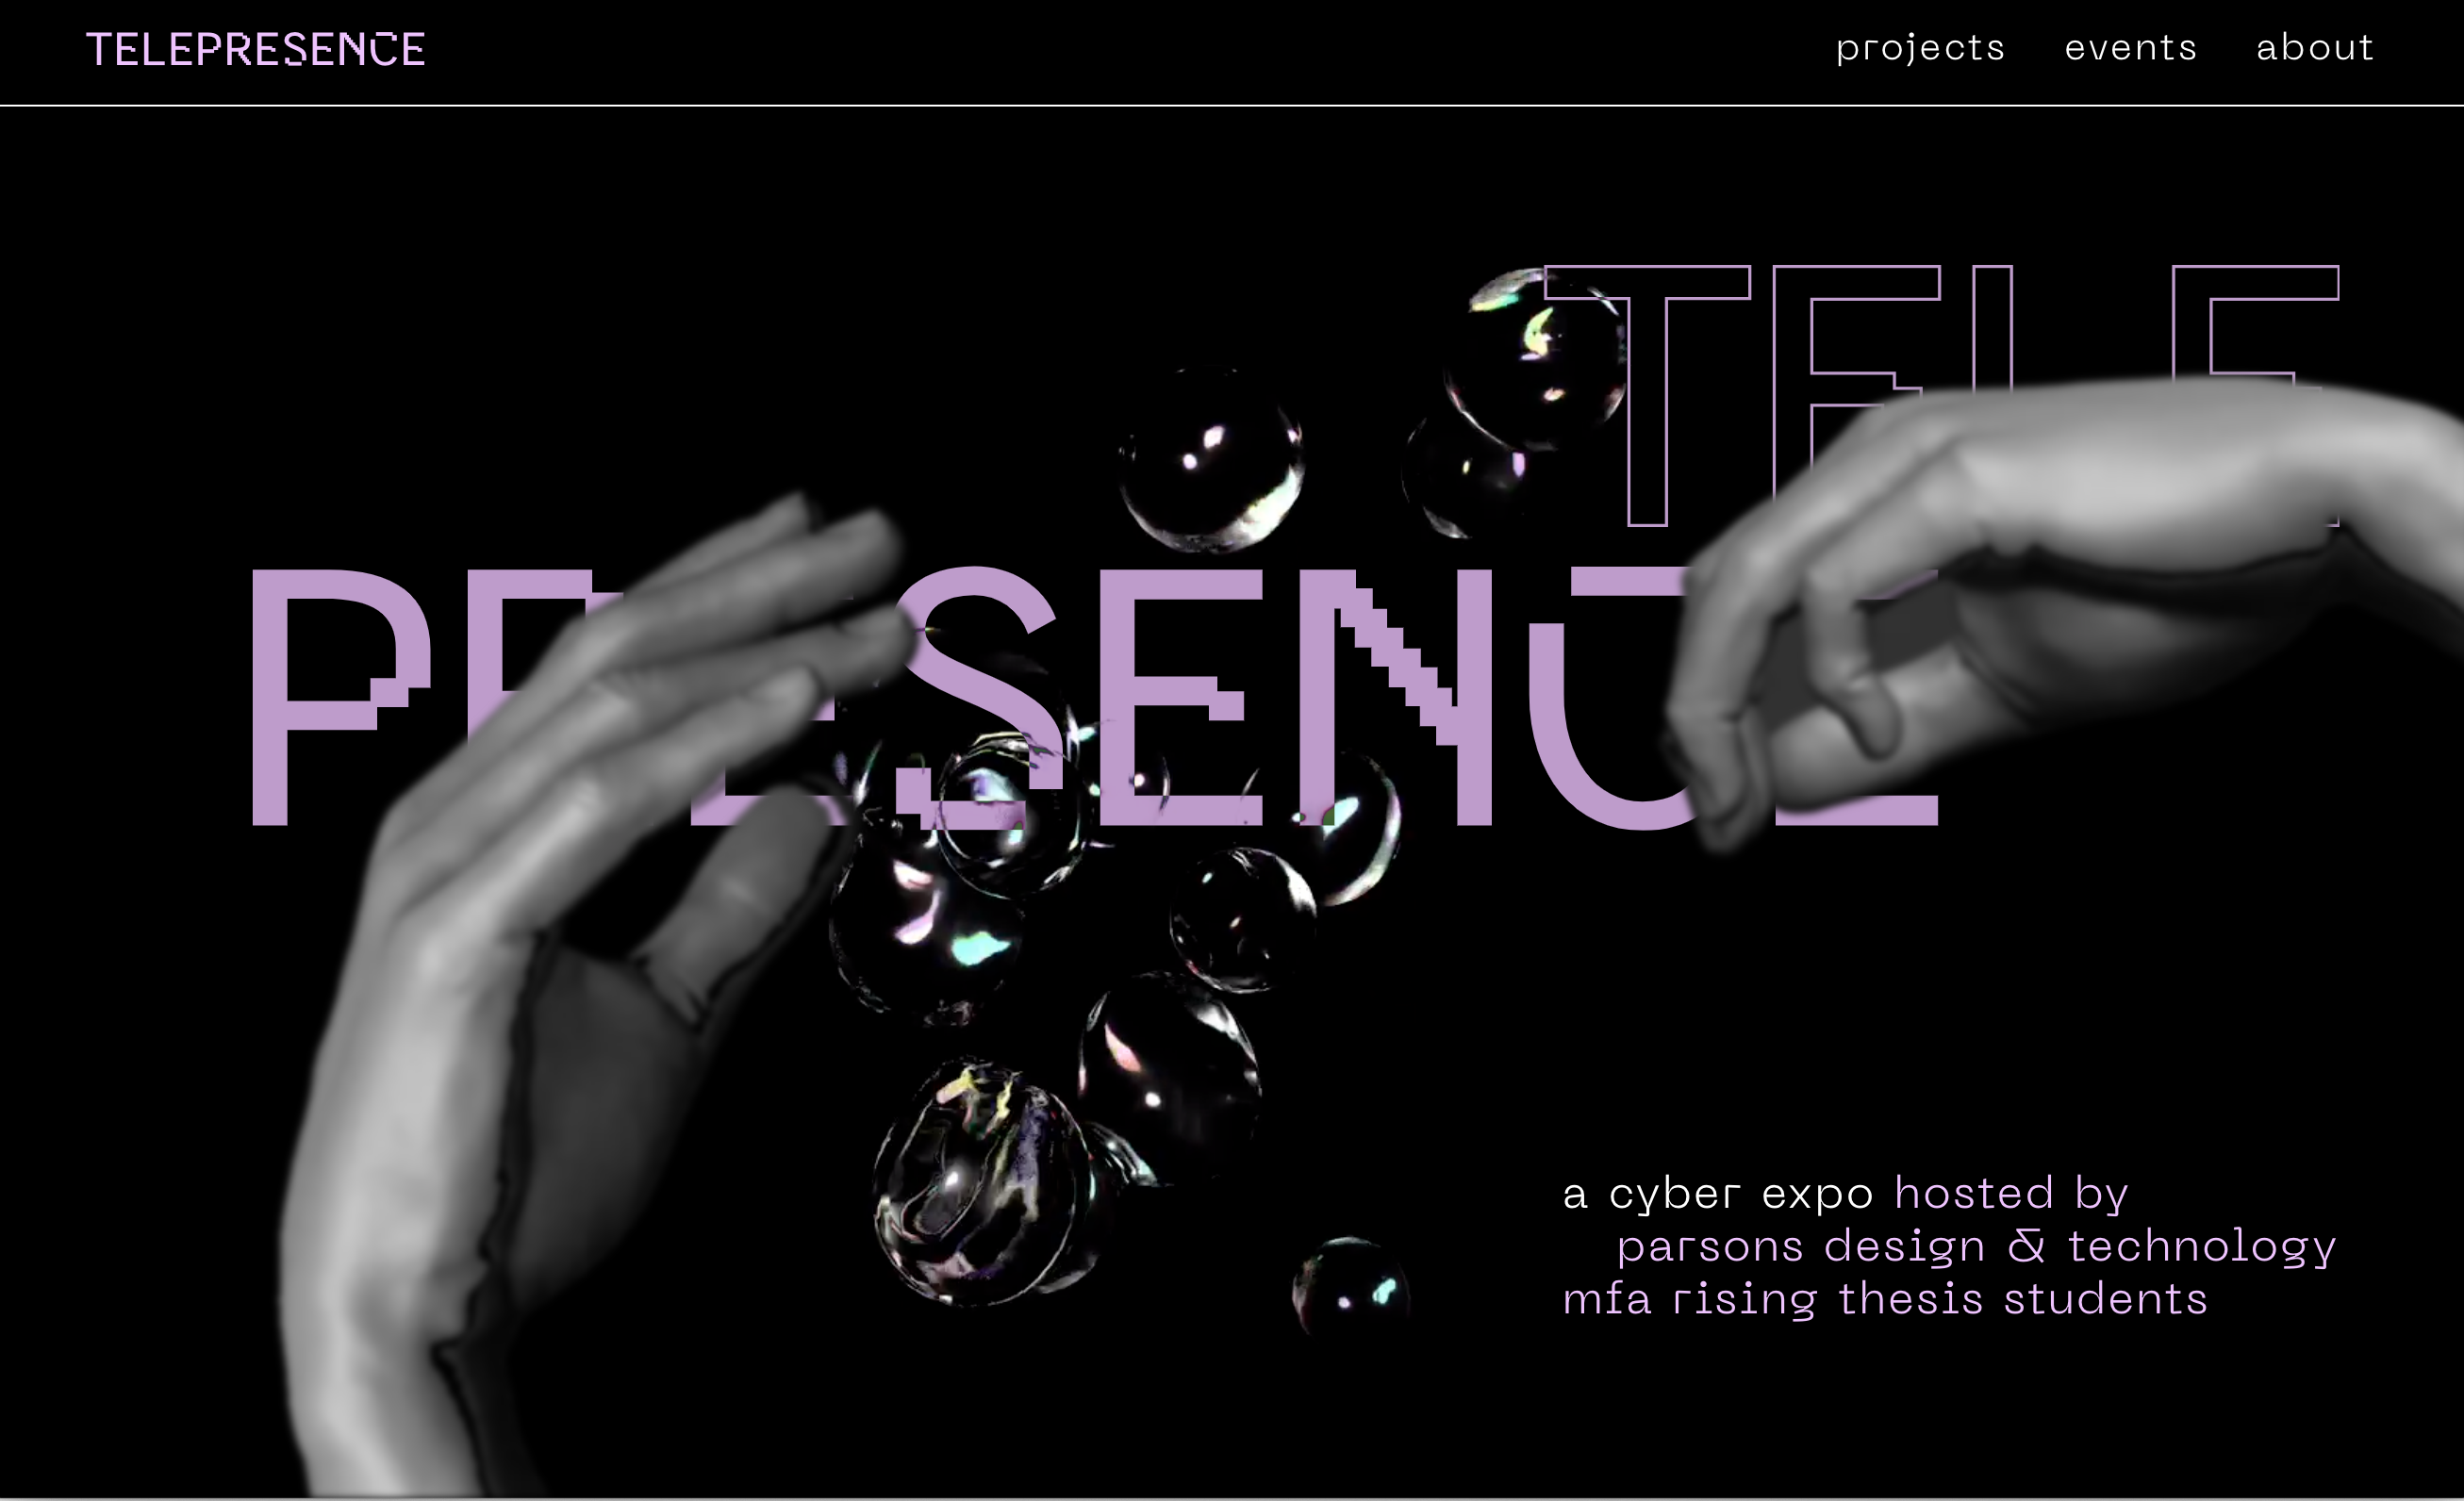 TELEPRESENCE
projects events about
TELE
PRESENCE
a cyber expo hosted by
parsons design & technology
mfa rising thesis students